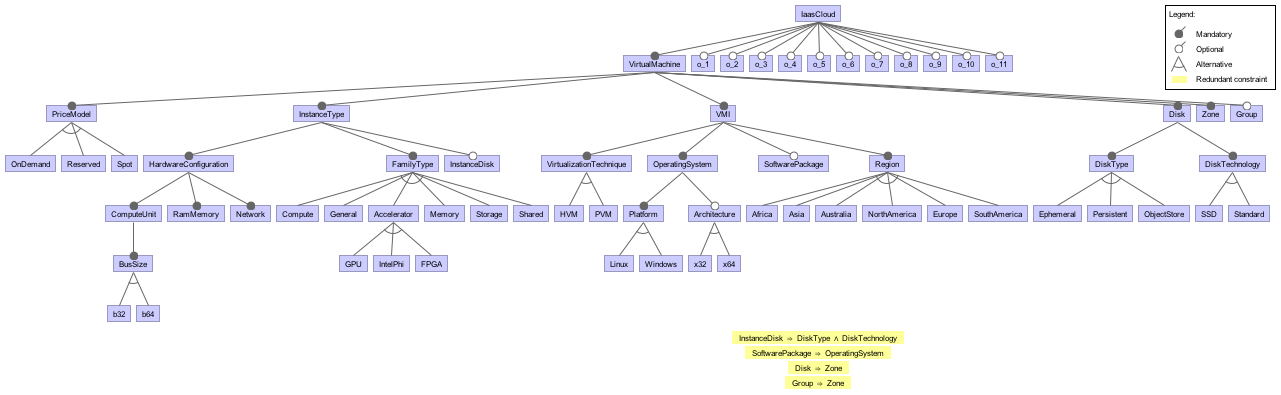 IaasCloud
Legend:
Mandatory
Optional
Alternative
Redundant constraint
VirtualMachine o_1 o_2 o_3 o_4 o_5 o_6 o_7 o_8 o_9 o_10 o_11
PriceModel InstanceType VMI Disk Zone Group
OnDemand Reserved Spot HardwareConfiguration FamilyType InstanceDisk VirtualizationTechnique OperatingSystem SoftwarePackage Region DiskType DiskTechnology
ComputeUnit RamMemory Network Compute General Accelerator Memory Storage Shared HVM PVM Platform Architecture Africa Asia Australia NorthAmerica Europe SouthAmerica Ephemeral Persistent ObjectStore SSD Standard
BusSize GPU IntelPhi FPGA Linux Windows x32 x64
b32 b64
InstanceDisk ⇒ DiskType ∧ DiskTechnology
SoftwarePackage ⇒ OperatingSystem
Disk ⇒ Zone
Group ⇒ Zone